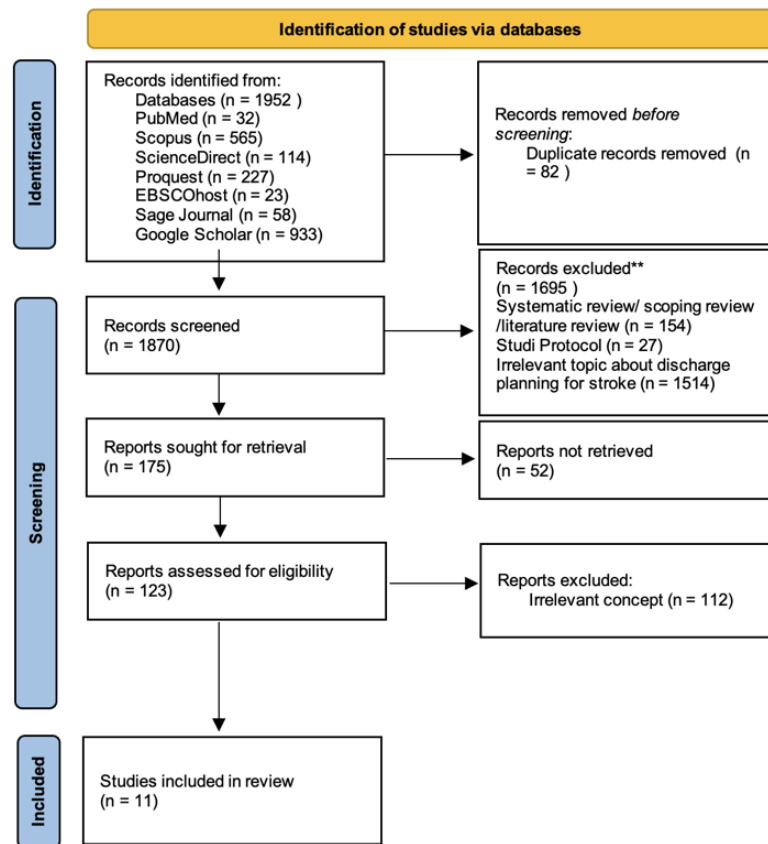 Identification of studies via databases
Identification
Records identified from:
Databases (n = 1952 )
PubMed (n = 32)
Scopus (n = 565)
ScienceDirect (n = 114)
Proquest (n = 227)
EBSCOhost (n = 23)
Sage Journal (n = 58)
Google Scholar (n = 933)
Records removed before
screening:
Duplicate records removed (n
= 82 )
Screening
Records screened
(n = 1870)
Records excluded**
(n = 1695 )
Systematic review/ scoping review
/literature review (n = 154)
Studi Protocol (n = 27)
Irrelevant topic about discharge
planning for stroke (n = 1514)
Reports sought for retrieval
(n = 175)
Reports not retrieved
(n = 52)
Reports assessed for eligibility
(n = 123)
Reports excluded:
Irrelevant concept (n = 112)
Included
Studies included in review
(n = 11)